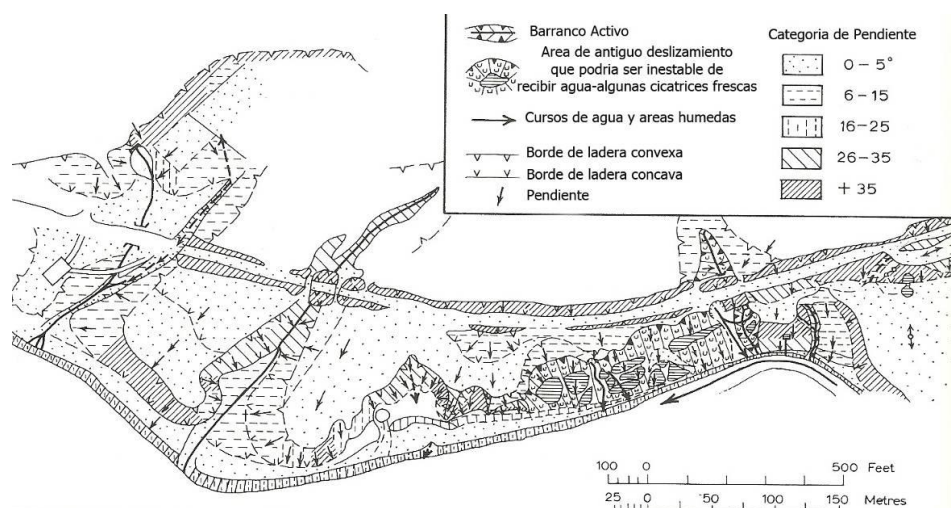 Barranco Activo
Area de antiguo deslizamiento
que podria ser inestable de
recibir agua-algunas cicatrices frescas
Cursos de agua y areas humedas
Borde de ladera convexa
Borde de ladera concava
Pendiente
Categoria de Pendiente
0 – 5°
6 – 15
16 – 25
26 – 35
+ 35
100 0 500 Feet
25 0 50 100 150 Metres